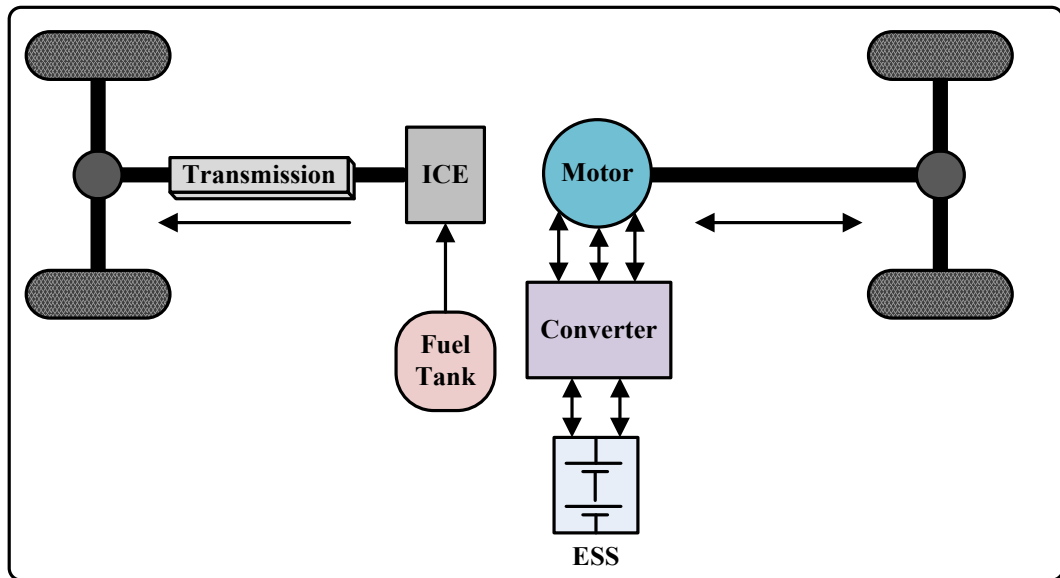 Transmission
ICE
Motor
Fuel
Tank
Converter
ESS